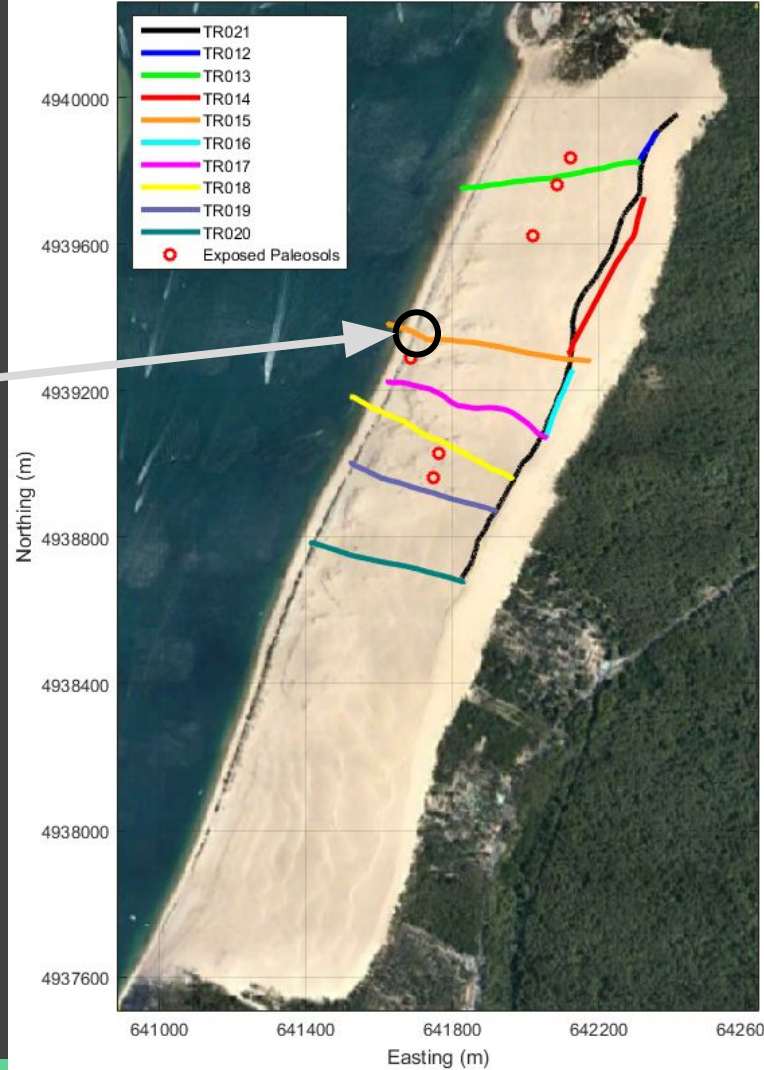 TR021
TR012
TR013
TR014
TR015
TR016
TR017
TR018
TR019
TR020
Exposed Paleosols
4940000
4939600
4939200
4938800
4938400
4938000
4937600
Northing (m)
641000
641400
641800
642200
64260
Easting (m)